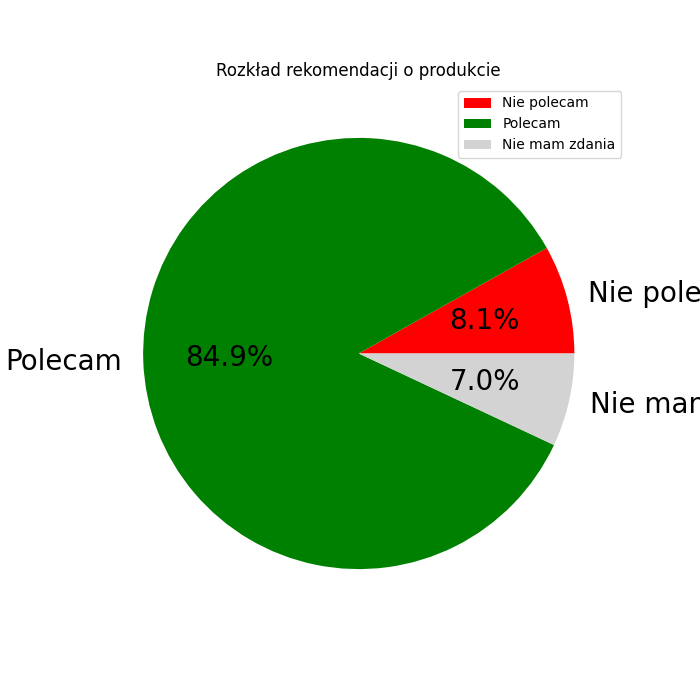 Rozkład rekomendacji o produkcie
Nie polecam
Polecam
Nie mam zdania
Nie pole
8.1%
Polecam
84.9%
7.0%
Nie mam